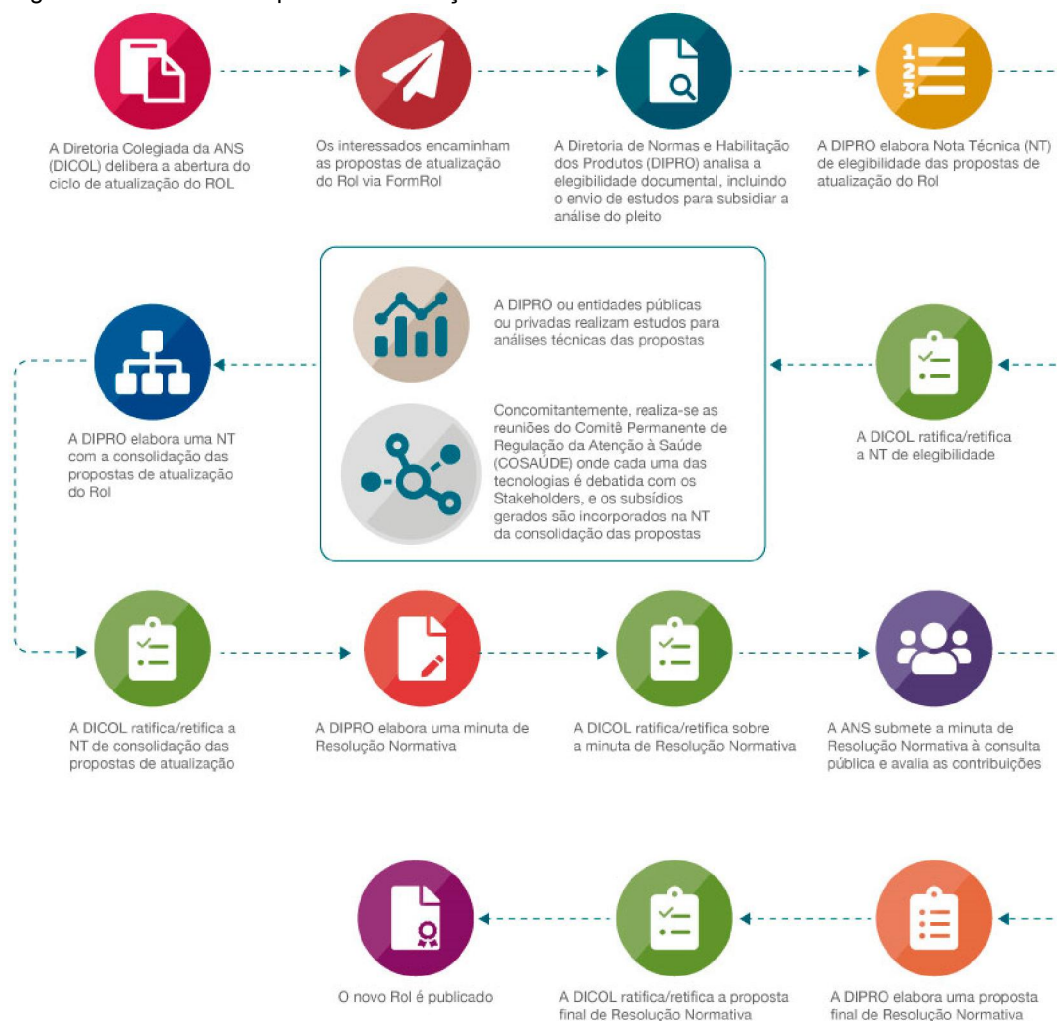 A Diretoria Colegiada da ANS
(DICOL) delibera a abertura do
ciclo de atualização do ROL
Os interessados encaminham
as propostas de atualização
do Rol via FormRol
A Diretoria de Normas e Habilitação
dos Produtos (DIPRO) analisa a
elegibilidade documental, incluindo
o envio de estudos para subsidiar a
análise do pleito
1
2
3
A DIPRO elabora Nota Técnica (NT)
de elegibilidade das propostas de
atualização do Rol
A DICOL ratifica/retifica
a NT de elegibilidade
A DIPRO ou entidades públicas
ou privadas realizam estudos para
análises técnicas das propostas
Concomitantemente, realiza-se as
reuniões do Comitê Permanente de
Regulação da Atenção à Saúde
(COSAÚDE) onde cada uma das
tecnologias é debatida com os
Stakeholders, e os subsídios
gerados são incorporados na NT
da consolidação das propostas
A DIPRO elabora uma NT
com a consolidação das
propostas de atualização
do Rol
A DICOL ratifica/retifica a
NT de consolidação das
propostas de atualização
A DIPRO elabora uma minuta de
Resolução Normativa
A DICOL ratifica/retifica sobre
a minuta de Resolução Normativa
A ANS submete a minuta de
Resolução Normativa à consulta
pública e avalia as contribuições
A DIPRO elabora uma proposta
final de Resolução Normativa
A DICOL ratifica/retifica a proposta
final de Resolução Normativa
O novo Rol é publicado